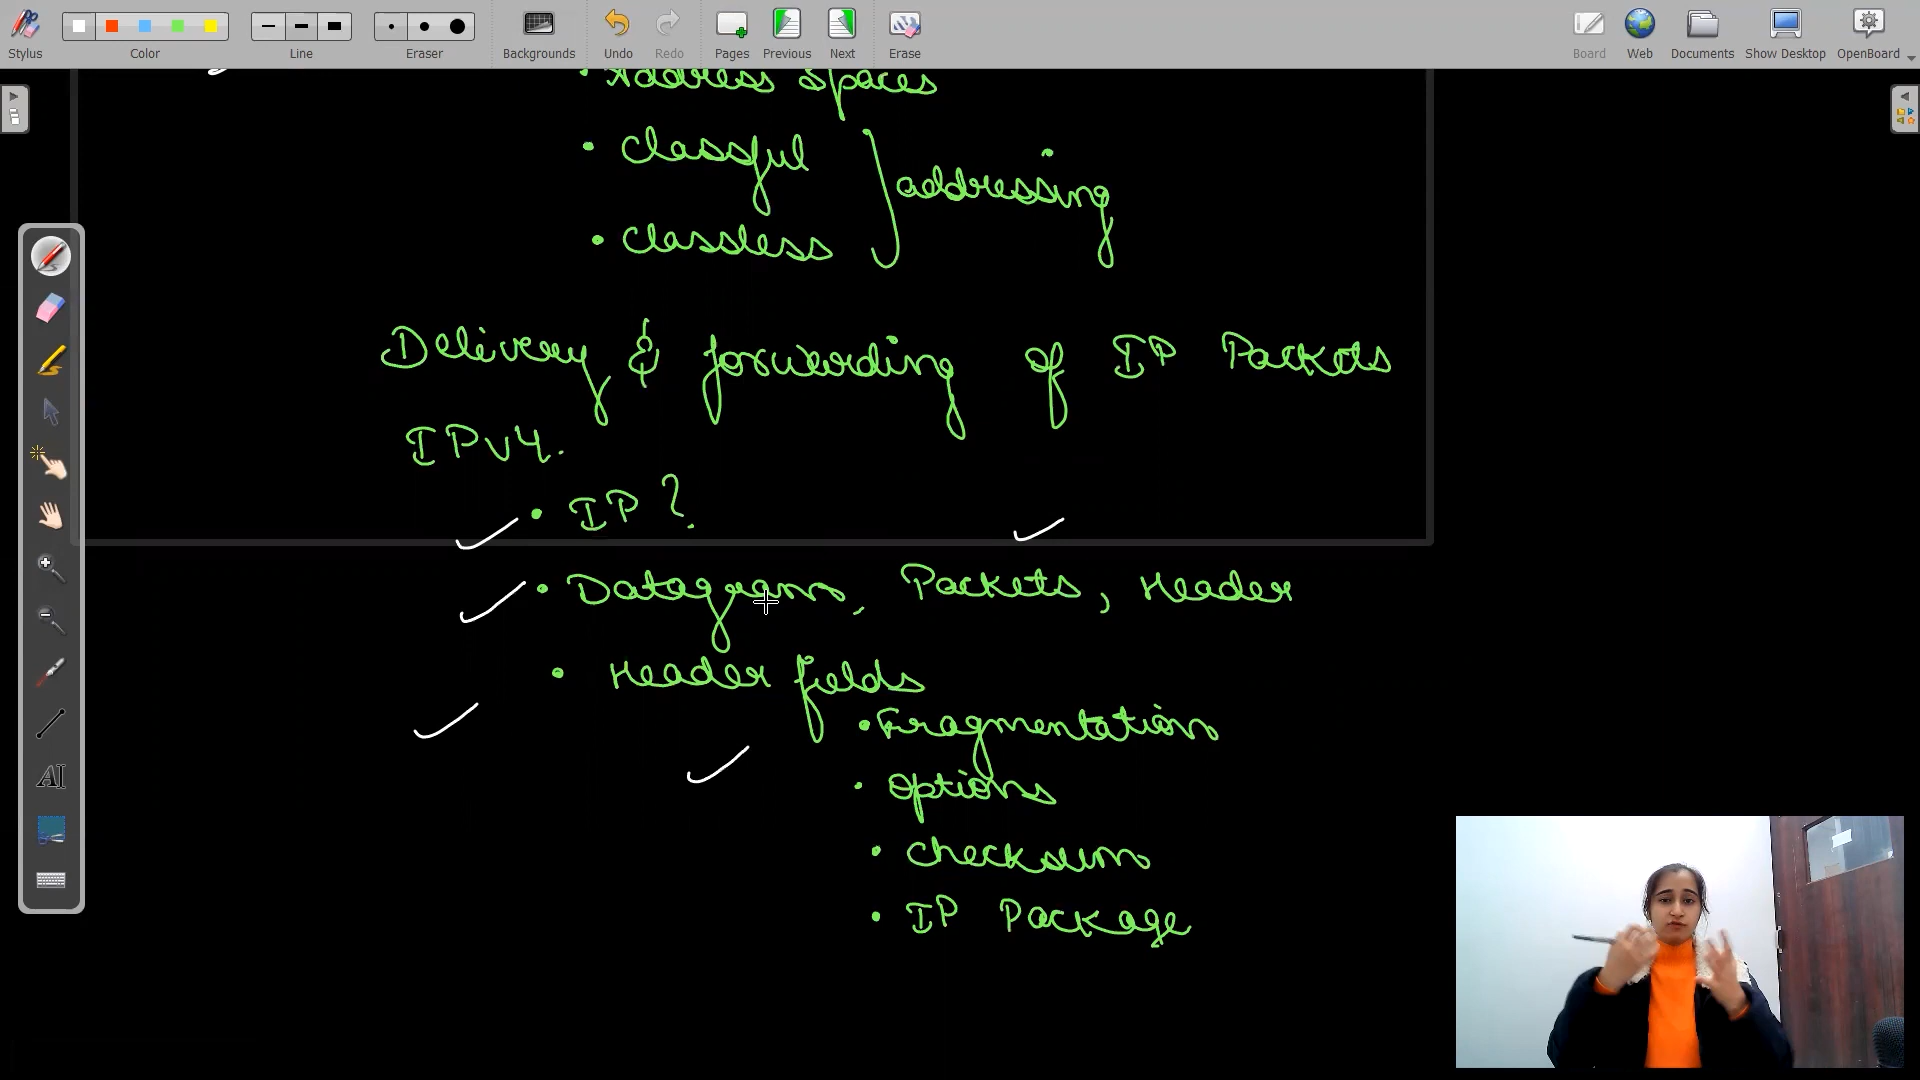 Stylus Color Line Eraser Backgrounds Undo Redo Pages Previous Next Erase Board Web Documents Show Desktop OpenBoard
• Address Spaces
• Classful
addressing
• Classless
Delivery & forwarding of IP Packets
IPv4.
• IP ?
• Datagrams, Packets, Header
• Header fields
• Fragmentation
• Options
• Checksum
• IP Package
AI